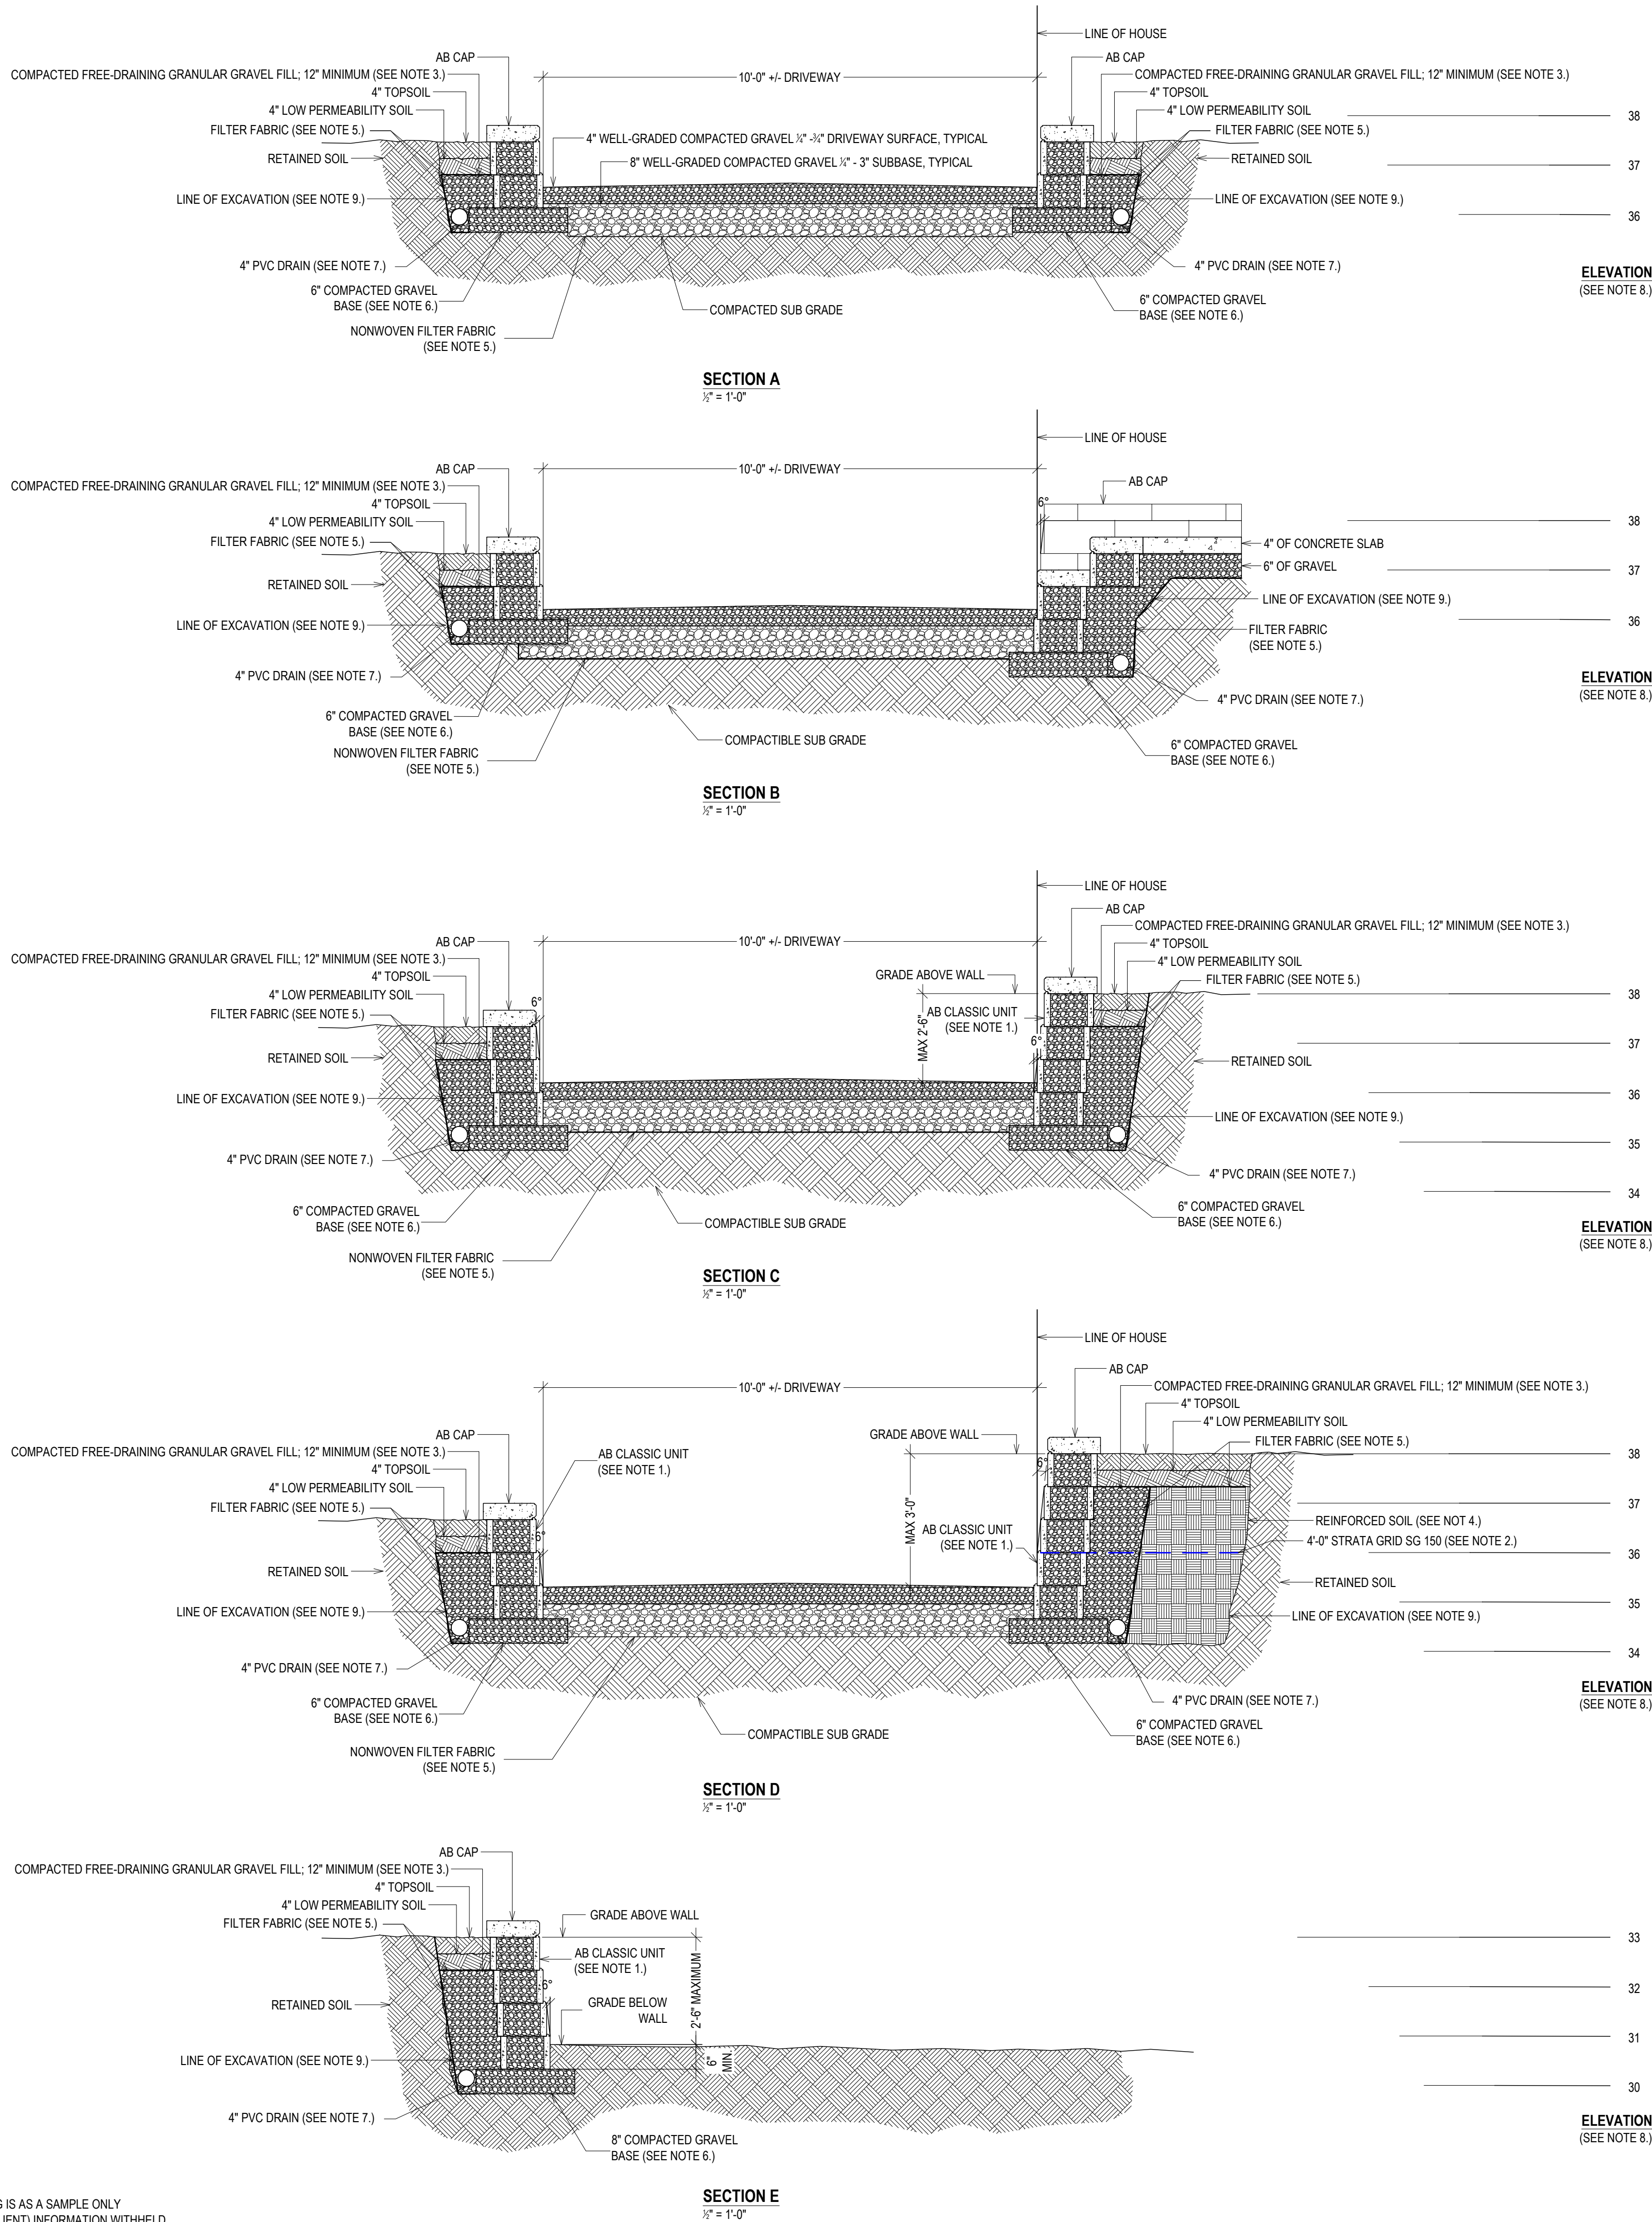 LINE OF HOUSE
AB CAP
AB CAP
COMPACTED FREE-DRAINING GRANULAR GRAVEL FILL; 12" MINIMUM (SEE NOTE 3.)
10'-0" +/- DRIVEWAY
COMPACTED FREE-DRAINING GRANULAR GRAVEL FILL; 12" MINIMUM (SEE NOTE 3.)
4" TOPSOIL
4" TOPSOIL
4" LOW PERMEABILITY SOIL
4" LOW PERMEABILITY SOIL
38
FILTER FABRIC (SEE NOTE 5.)
4" WELL-GRADED COMPACTED GRAVEL ¼" -¾" DRIVEWAY SURFACE, TYPICAL
FILTER FABRIC (SEE NOTE 5.)
RETAINED SOIL
8" WELL-GRADED COMPACTED GRAVEL ¼" - 3" SUBBASE, TYPICAL
RETAINED SOIL
37
LINE OF EXCAVATION (SEE NOTE 9.)
LINE OF EXCAVATION (SEE NOTE 9.)
36
4" PVC DRAIN (SEE NOTE 7.)
4" PVC DRAIN (SEE NOTE 7.)
ELEVATION
(SEE NOTE 8.)
6" COMPACTED GRAVEL
BASE (SEE NOTE 6.)
6" COMPACTED GRAVEL
BASE (SEE NOTE 6.)
COMPACTED SUB GRADE
NONWOVEN FILTER FABRIC
(SEE NOTE 5.)
SECTION A
½" = 1'-0"
LINE OF HOUSE
AB CAP
10'-0" +/- DRIVEWAY
AB CAP
COMPACTED FREE-DRAINING GRANULAR GRAVEL FILL; 12" MINIMUM (SEE NOTE 3.)
4" TOPSOIL
6°
4" LOW PERMEABILITY SOIL
38
FILTER FABRIC (SEE NOTE 5.)
4" OF CONCRETE SLAB
6" OF GRAVEL
37
RETAINED SOIL
LINE OF EXCAVATION (SEE NOTE 9.)
LINE OF EXCAVATION (SEE NOTE 9.)
36
FILTER FABRIC
(SEE NOTE 5.)
4" PVC DRAIN (SEE NOTE 7.)
ELEVATION
(SEE NOTE 8.)
4" PVC DRAIN (SEE NOTE 7.)
6" COMPACTED GRAVEL
BASE (SEE NOTE 6.)
COMPACTIBLE SUB GRADE
6" COMPACTED GRAVEL
BASE (SEE NOTE 6.)
NONWOVEN FILTER FABRIC
(SEE NOTE 5.)
SECTION B
½" = 1'-0"
LINE OF HOUSE
AB CAP
COMPACTED FREE-DRAINING GRANULAR GRAVEL FILL; 12" MINIMUM (SEE NOTE 3.)
AB CAP
10'-0" +/- DRIVEWAY
4" TOPSOIL
COMPACTED FREE-DRAINING GRANULAR GRAVEL FILL; 12" MINIMUM (SEE NOTE 3.)
4" LOW PERMEABILITY SOIL
4" TOPSOIL
GRADE ABOVE WALL
FILTER FABRIC (SEE NOTE 5.)
4" LOW PERMEABILITY SOIL
6°
38
FILTER FABRIC (SEE NOTE 5.)
AB CLASSIC UNIT
(SEE NOTE 1.)
MAX 2'-6"
6°
37
RETAINED SOIL
RETAINED SOIL
36
LINE OF EXCAVATION (SEE NOTE 9.)
LINE OF EXCAVATION (SEE NOTE 9.)
35
4" PVC DRAIN (SEE NOTE 7.)
4" PVC DRAIN (SEE NOTE 7.)
34
6" COMPACTED GRAVEL
BASE (SEE NOTE 6.)
COMPACTIBLE SUB GRADE
6" COMPACTED GRAVEL
BASE (SEE NOTE 6.)
ELEVATION
(SEE NOTE 8.)
NONWOVEN FILTER FABRIC
(SEE NOTE 5.)
SECTION C
½" = 1'-0"
LINE OF HOUSE
AB CAP
10'-0" +/- DRIVEWAY
COMPACTED FREE-DRAINING GRANULAR GRAVEL FILL; 12" MINIMUM (SEE NOTE 3.)
4" TOPSOIL
AB CAP
GRADE ABOVE WALL
4" LOW PERMEABILITY SOIL
COMPACTED FREE-DRAINING GRANULAR GRAVEL FILL; 12" MINIMUM (SEE NOTE 3.)
AB CLASSIC UNIT
(SEE NOTE 1.)
FILTER FABRIC (SEE NOTE 5.)
38
4" TOPSOIL
6°
4" LOW PERMEABILITY SOIL
37
FILTER FABRIC (SEE NOTE 5.)
MAX 3'-0"
REINFORCED SOIL (SEE NOT 4.)
6°
AB CLASSIC UNIT
(SEE NOTE 1.)
4'-0" STRATA GRID SG 150 (SEE NOTE 2.)
36
RETAINED SOIL
RETAINED SOIL
35
LINE OF EXCAVATION (SEE NOTE 9.)
LINE OF EXCAVATION (SEE NOTE 9.)
34
4" PVC DRAIN (SEE NOTE 7.)
ELEVATION
(SEE NOTE 8.)
6" COMPACTED GRAVEL
BASE (SEE NOTE 6.)
4" PVC DRAIN (SEE NOTE 7.)
6" COMPACTED GRAVEL
BASE (SEE NOTE 6.)
COMPACTIBLE SUB GRADE
NONWOVEN FILTER FABRIC
(SEE NOTE 5.)
SECTION D
½" = 1'-0"
AB CAP
COMPACTED FREE-DRAINING GRANULAR GRAVEL FILL; 12" MINIMUM (SEE NOTE 3.)
4" TOPSOIL
4" LOW PERMEABILITY SOIL
GRADE ABOVE WALL
FILTER FABRIC (SEE NOTE 5.)
33
AB CLASSIC UNIT
(SEE NOTE 1.)
6°
32
2'-6" MAXIMUM
RETAINED SOIL
GRADE BELOW
WALL
31
LINE OF EXCAVATION (SEE NOTE 9.)
6"
MIN.
30
4" PVC DRAIN (SEE NOTE 7.)
ELEVATION
(SEE NOTE 8.)
8" COMPACTED GRAVEL
BASE (SEE NOTE 6.)
SECTION E
½" = 1'-0"
IS AS A SAMPLE ONLY
INFORMATION WITHHELD